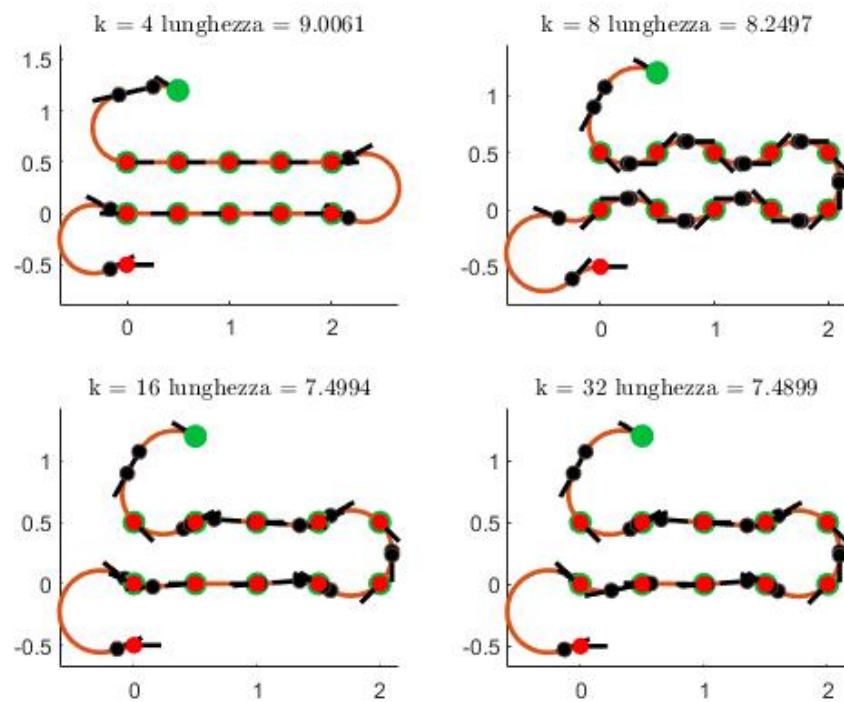 k = 4 lunghezza = 9.0061
1.5
1
0.5
0
-0.5
0 1 2
k = 8 lunghezza = 8.2497
1
0.5
0
-0.5
0 1 2
k = 16 lunghezza = 7.4994
1
0.5
0
-0.5
0 1 2
k = 32 lunghezza = 7.4899
1
0.5
0
-0.5
0 1 2